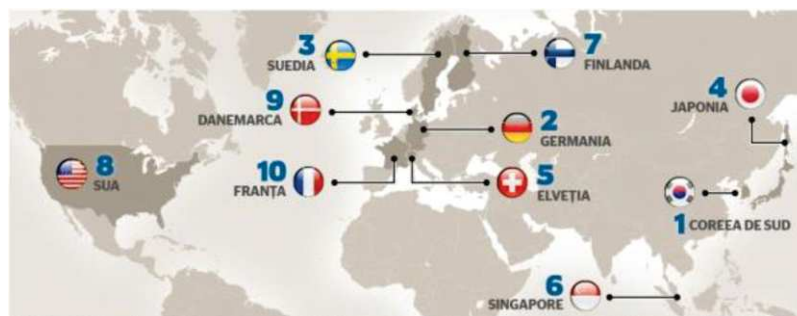 3
SUEDIA
7
FINLANDA
4
JAPONIA
9
DANEMARCA
2
GERMANIA
8
SUA
10
FRANȚA
5
ELVEȚIA
1 COREEA DE SUD
6
SINGAPORE